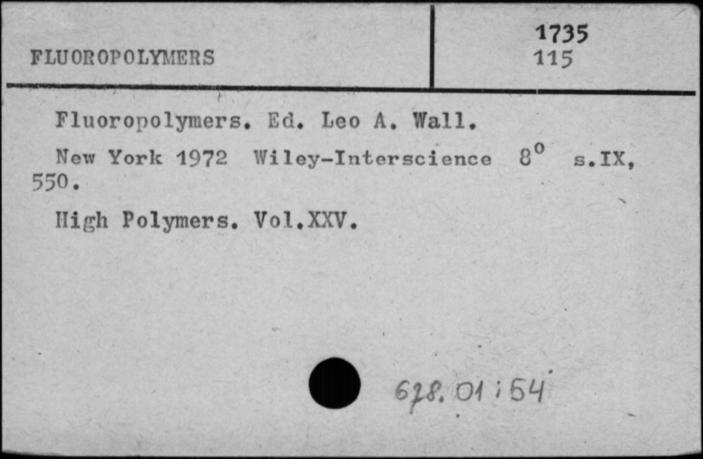 FLUOROPOLYMERS
1735
115
Fluoropolymers. Ed. Leo A. Wall.
New York 1972 Wiley-Interscience 8° s.IX,
550.
High Polymers. Vol.XXV.
678.01:54